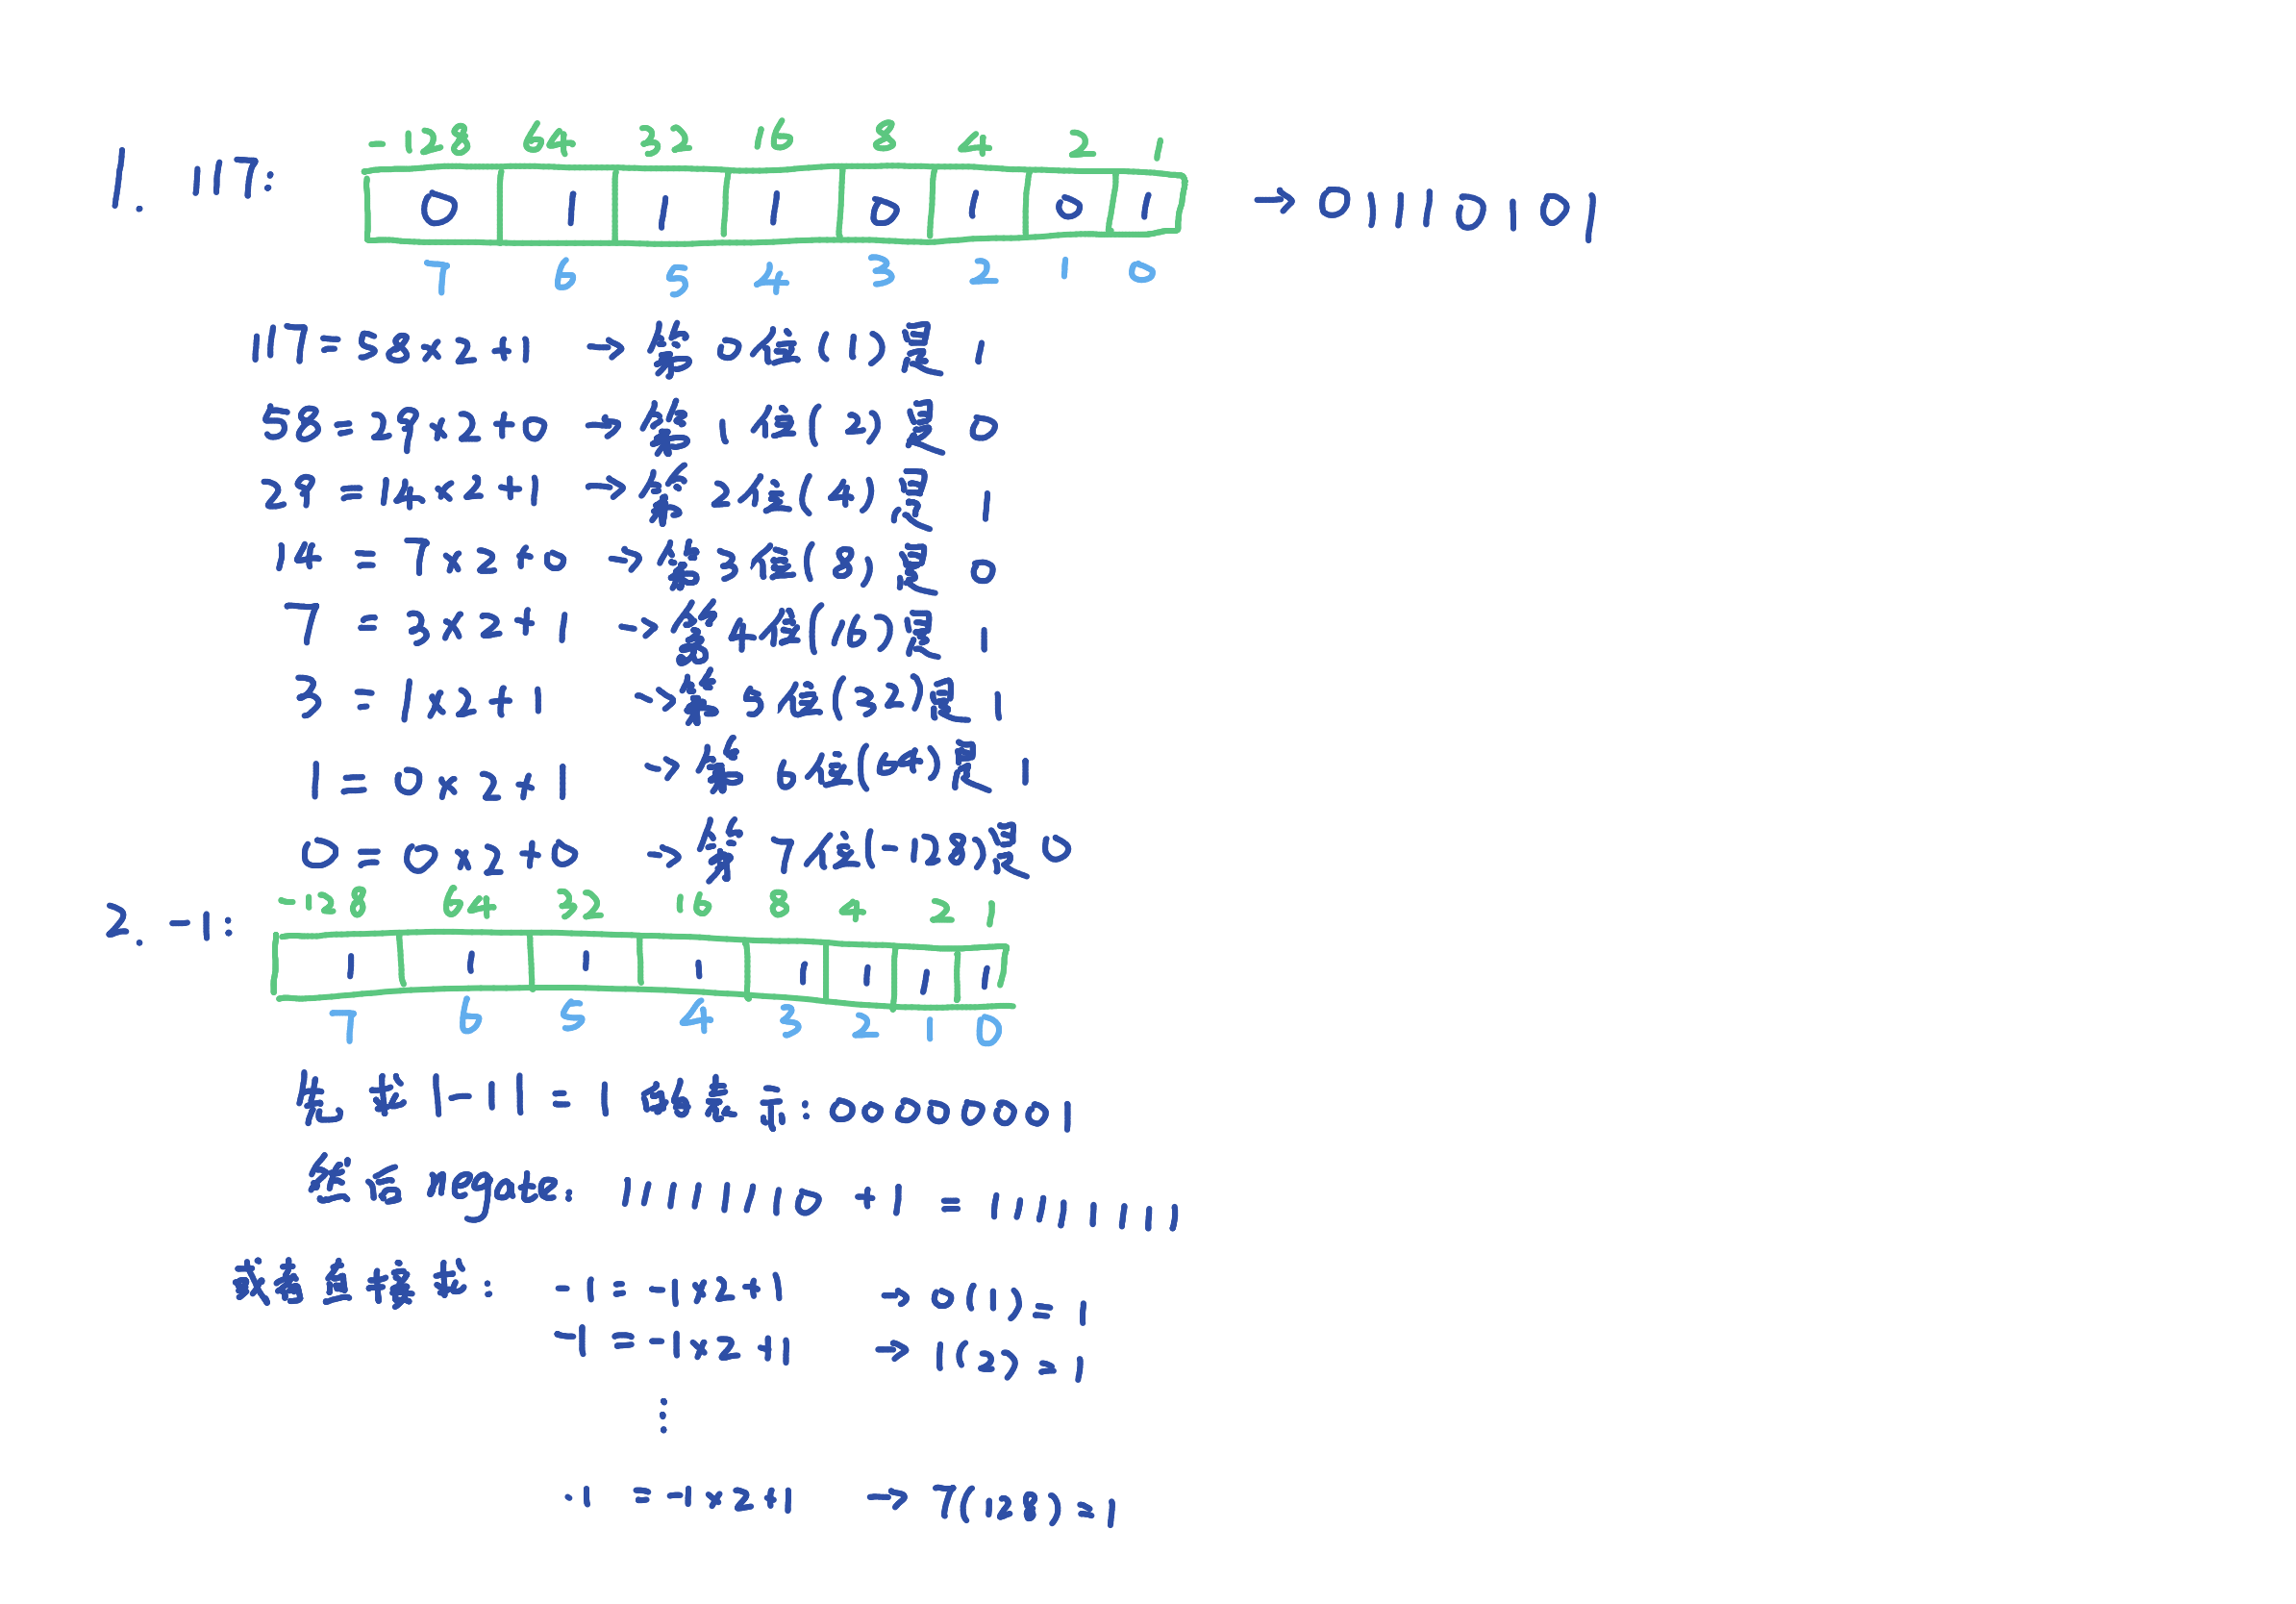 -128 64 32 16 8 4 2 1
1. 117: 0 1 1 1 0 1 0 1 → 01110101
7 6 5 4 3 2 1 0
117=58×2+1 → 第0位(1)是 1
58=29×2+0 → 第1位(2)是 0
29=14×2+1 → 第2位(4)是 1
14=7×2+0 → 第3位(8)是 0
7=3×2+1 → 第4位(16)是 1
3=1×2+1 → 第5位(32)是 1
1=0×2+1 → 第6位(64)是 1
0=0×2+0 → 第7位(-128)是 0
-128 64 32 16 8 4 2 1
2. -1: 1 1 1 1 1 1 1 1
7 6 5 4 3 2 1 0
先求|-1|=1的表示:00000001
然后negate: 11111110+1=11111111
或者直接求: -1=-1×2+1 → 0(1)=1
-1=-1×2+1 → 1(2)=1
⋮
-1=-1×2+1 → 7(128)=1